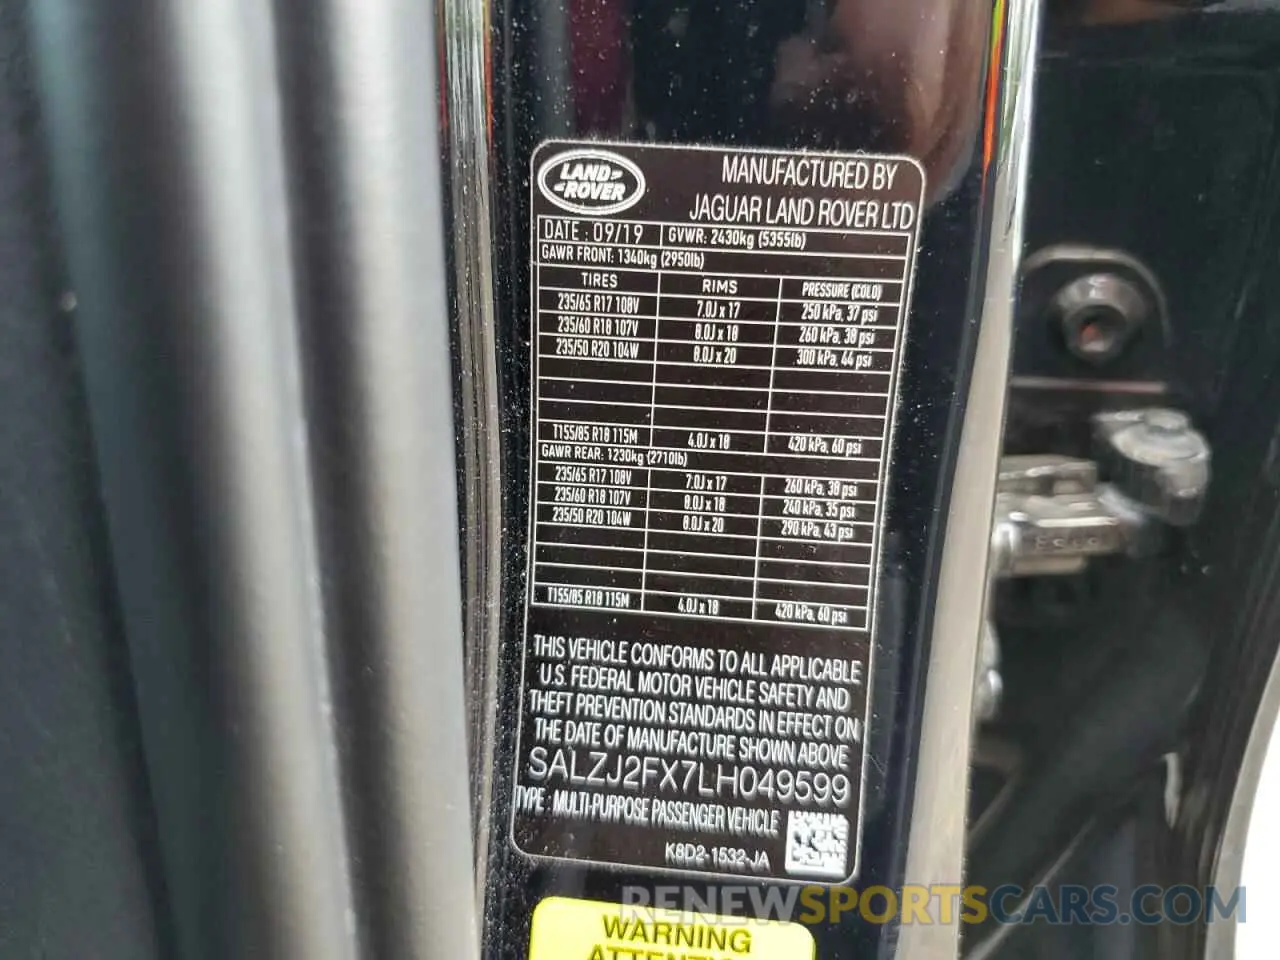 LAND ROVER
MANUFACTURED BY
JAGUAR LAND ROVER LTD
DATE : 09/19 GVWR: 2430kg (5355lb)
GAWR FRONT: 1340kg (2950lb)
TIRES RIMS PRESSURE (COLD)
235/65 R17 108V 7.0J x 17 250 kPa, 37 psi
235/60 R18 107V 8.0J x 18 260 kPa, 38 psi
235/50 R20 104W 8.0J x 20 300 kPa, 44 psi
T155/85 R18 115M 4.0J x 18 420 kPa, 60 psi
GAWR REAR: 1230kg (2710lb)
235/65 R17 108V 7.0J x 17 260 kPa, 38 psi
235/60 R18 107V 8.0J x 18 240 kPa, 35 psi
235/50 R20 104W 8.0J x 20 290 kPa, 43 psi
T155/85 R18 115M 4.0J x 18 420 kPa, 60 psi
THIS VEHICLE CONFORMS TO ALL APPLICABLE
U.S. FEDERAL MOTOR VEHICLE SAFETY AND
THEFT PREVENTION STANDARDS IN EFFECT ON
THE DATE OF MANUFACTURE SHOWN ABOVE
SALZJ2FX7LH049599
TYPE : MULTI-PURPOSE PASSENGER VEHICLE
K8D2-1532-JA
WARNING
RENEWSPORTSCARS.COM